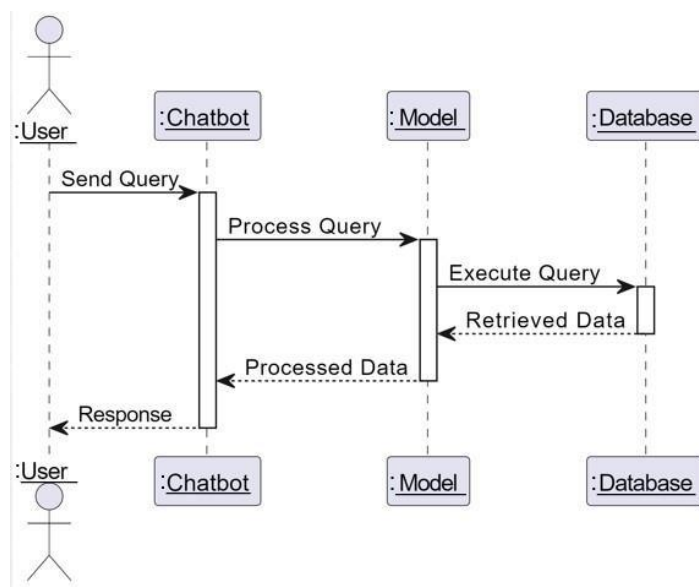 :User
:Chatbot
:Model
:Database
Send Query
Process Query
Execute Query
Retrieved Data
Processed Data
Response
:User
:Chatbot
:Model
:Database